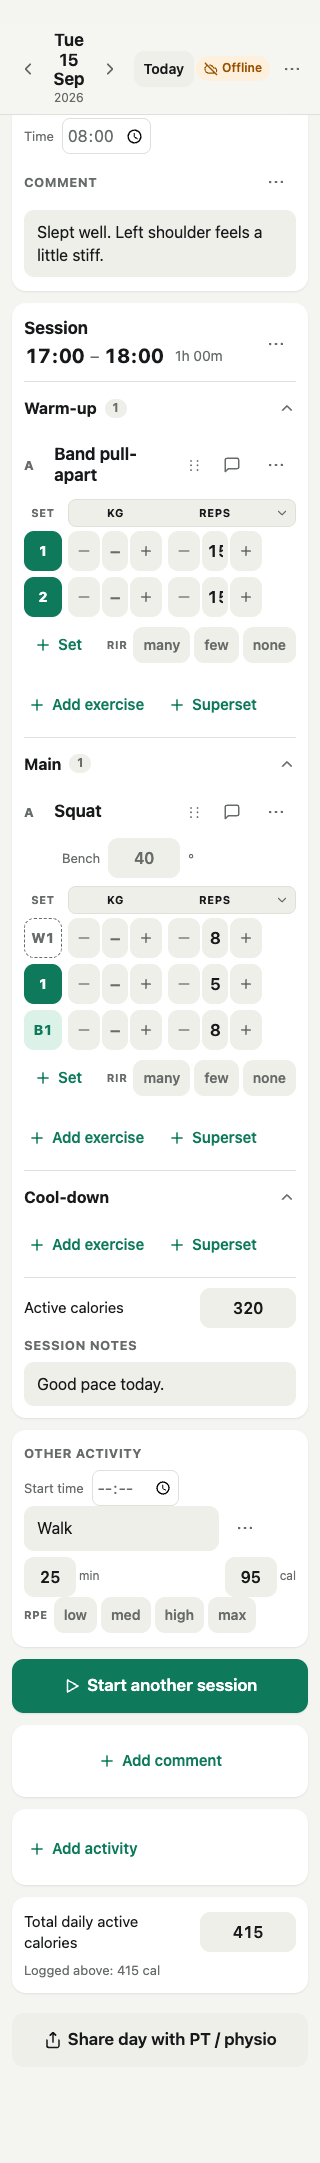 Tue
15
Sep
2026
Today
Offline
Time 08:00
COMMENT
Slept well. Left shoulder feels a
little stiff.
Session
17:00 – 18:00 1h 00m
Warm-up 1
A Band pull-
apart
SET KG REPS
1 − – + − 15 +
2 − – + − 15 +
+ Set RIR many few none
+ Add exercise + Superset
Main 1
A Squat
Bench 40 °
SET KG REPS
W1 − – + − 8 +
1 − – + − 5 +
B1 − – + − 8 +
+ Set RIR many few none
+ Add exercise + Superset
Cool-down
+ Add exercise + Superset
Active calories 320
SESSION NOTES
Good pace today.
OTHER ACTIVITY
Start time --:--
Walk
25 min 95 cal
RPE low med high max
Start another session
+ Add comment
+ Add activity
Total daily active
calories
415
Logged above: 415 cal
Share day with PT / physio